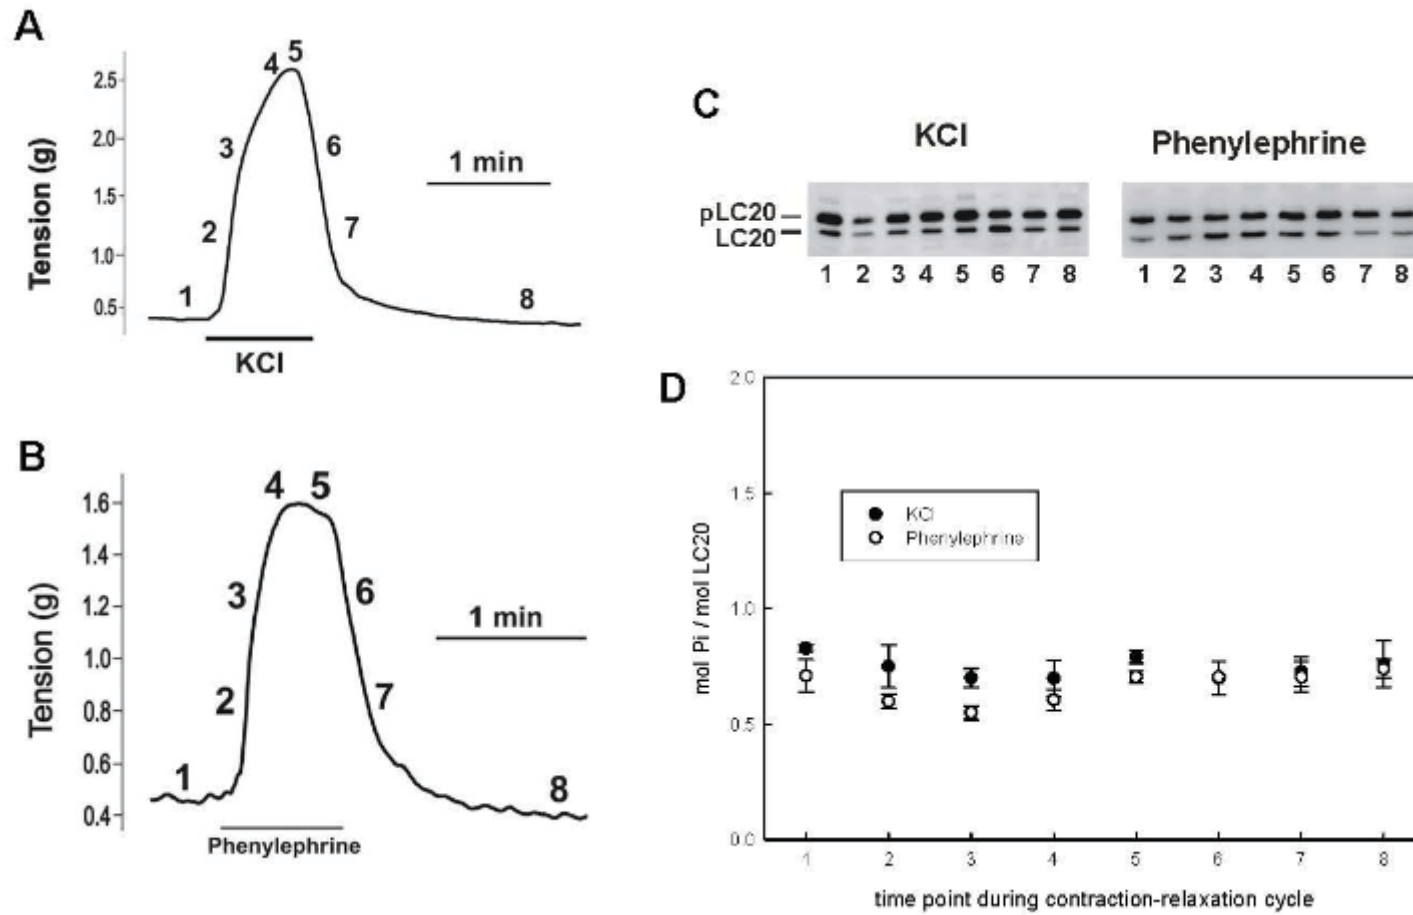 A
Tension (g)
2.5
2.0
1.5
1.0
0.5
1
2
3
4
5
6
7
8
1 min
KCl
B
Tension (g)
1.6
1.4
1.2
1.0
0.8
0.6
0.4
1
2
3
4
5
6
7
8
1 min
Phenylephrine
C
KCl
Phenylephrine
pLC20
LC20
1 2 3 4 5 6 7 8
1 2 3 4 5 6 7 8
D
mol Pi / mol LC20
2.0
1.5
1.0
0.5
0.0
KCl
Phenylephrine
1 2 3 4 5 6 7 8
time point during contraction-relaxation cycle